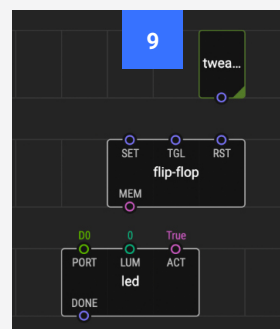 9
twea...
SET TGL RST
flip-flop
MEM
D0 0 True
PORT LUM ACT
led
DONE